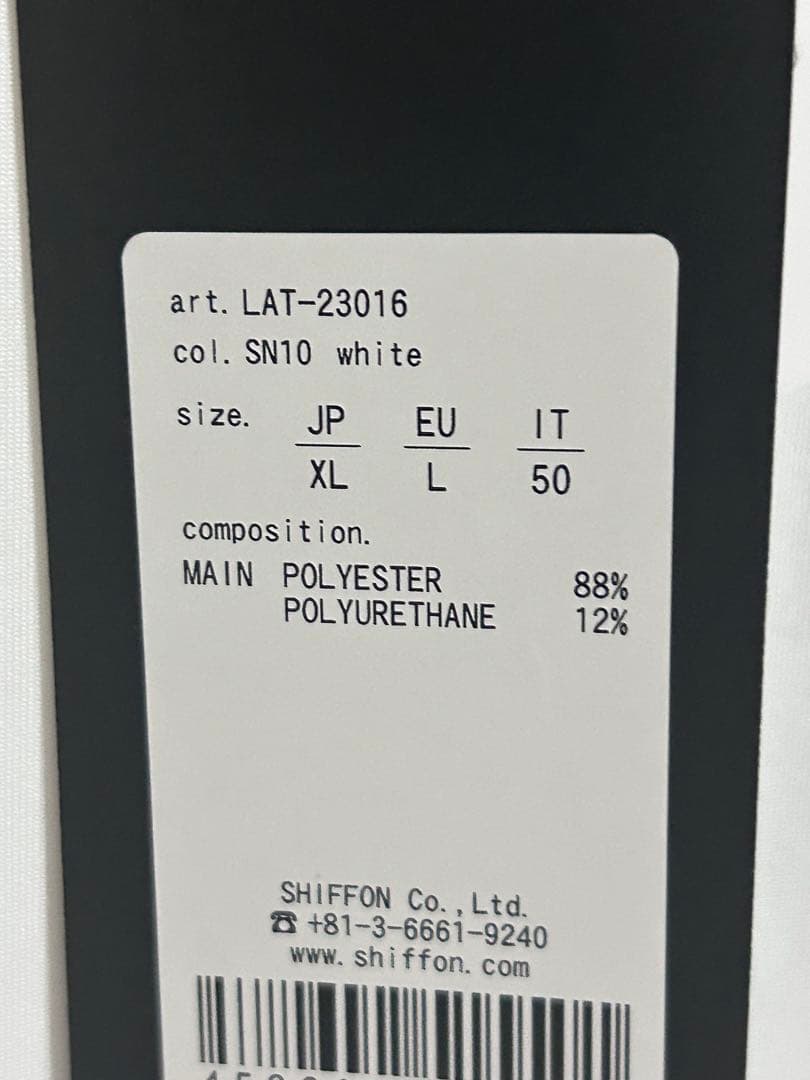 art. LAT-23016
col. SN10 white
size. JP EU IT
XL L 50
composition.
MAIN POLYESTER 88%
POLYURETHANE 12%
SHIFFON Co.,Ltd.
☎ +81-3-6661-9240
www.shiffon.com